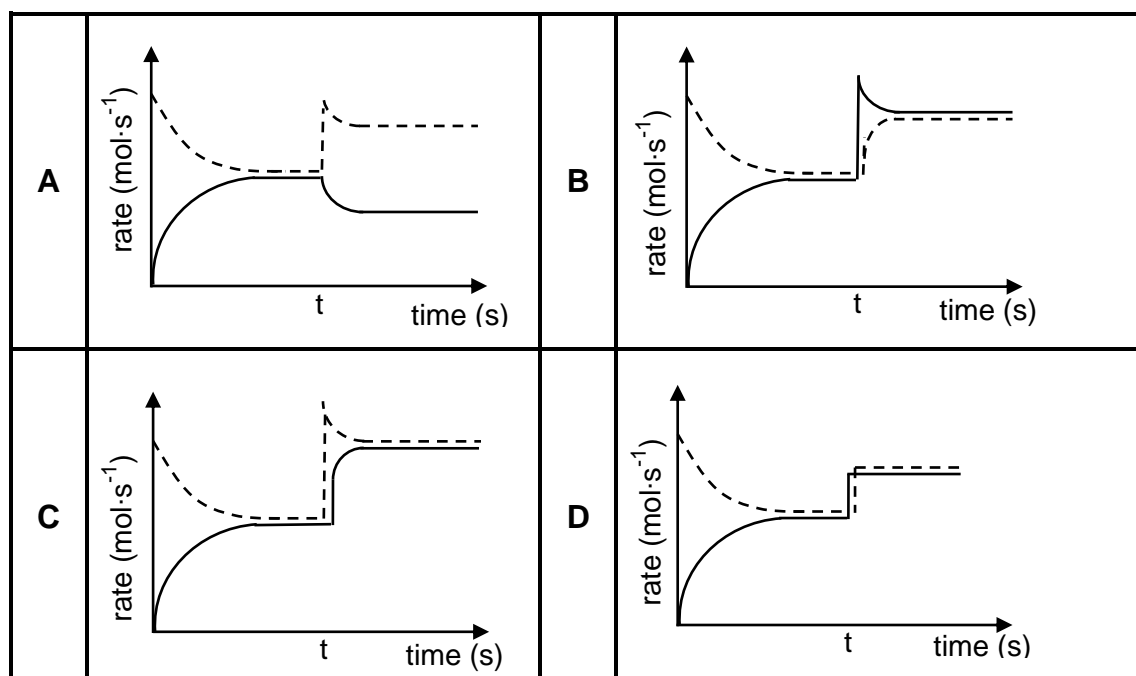 A
rate (mol·s⁻¹)
t
time (s)
B
rate (mol·s⁻¹)
t
time (s)
C
rate (mol·s⁻¹)
t
time (s)
D
rate (mol·s⁻¹)
t
time (s)